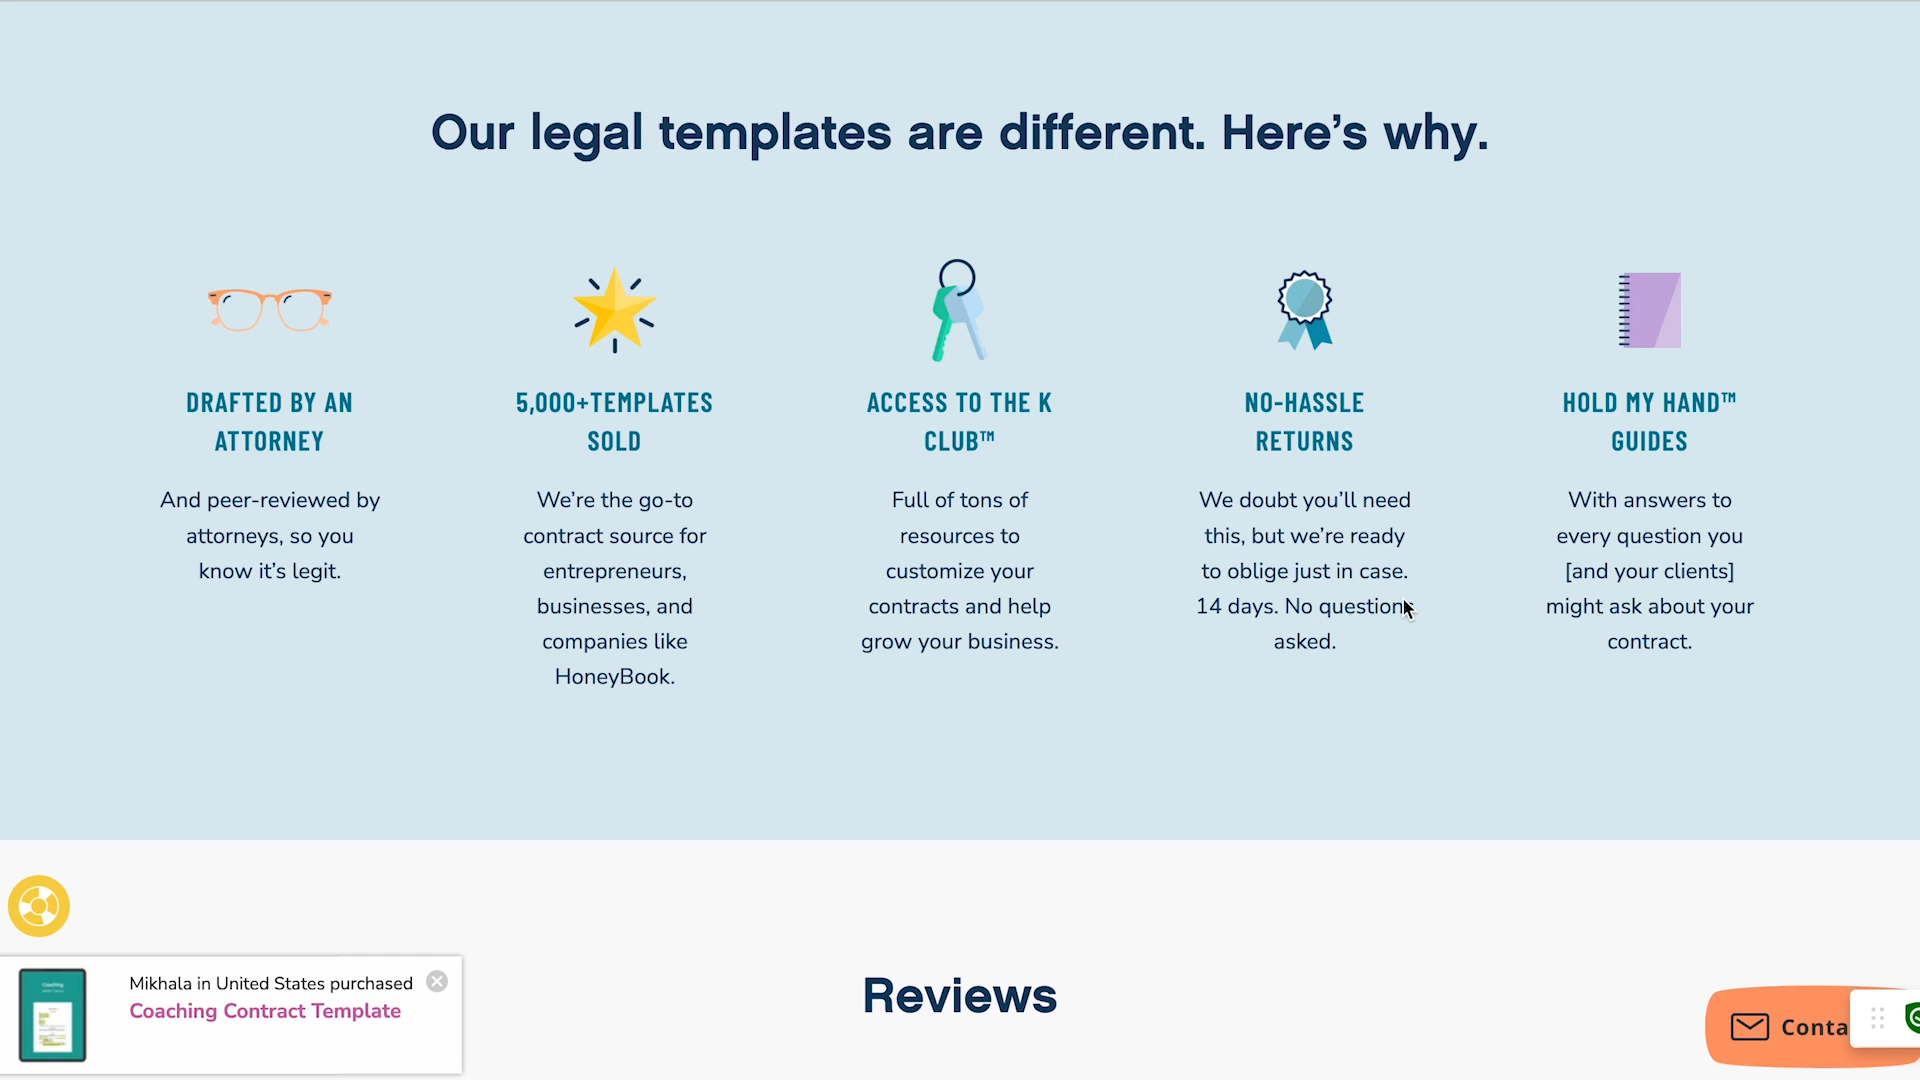 Our legal templates are different. Here’s why.
DRAFTED BY AN
ATTORNEY
And peer-reviewed by
attorneys, so you
know it’s legit.
5,000+TEMPLATES
SOLD
We’re the go-to
contract source for
entrepreneurs,
businesses, and
companies like
HoneyBook.
ACCESS TO THE K
CLUB™
Full of tons of
resources to
customize your
contracts and help
grow your business.
NO-HASSLE
RETURNS
We doubt you’ll need
this, but we’re ready
to oblige just in case.
14 days. No questions
asked.
HOLD MY HAND™
GUIDES
With answers to
every question you
[and your clients]
might ask about your
contract.
Mikhala in United States purchased
Coaching Contract Template
Coaching
Reviews
Conta